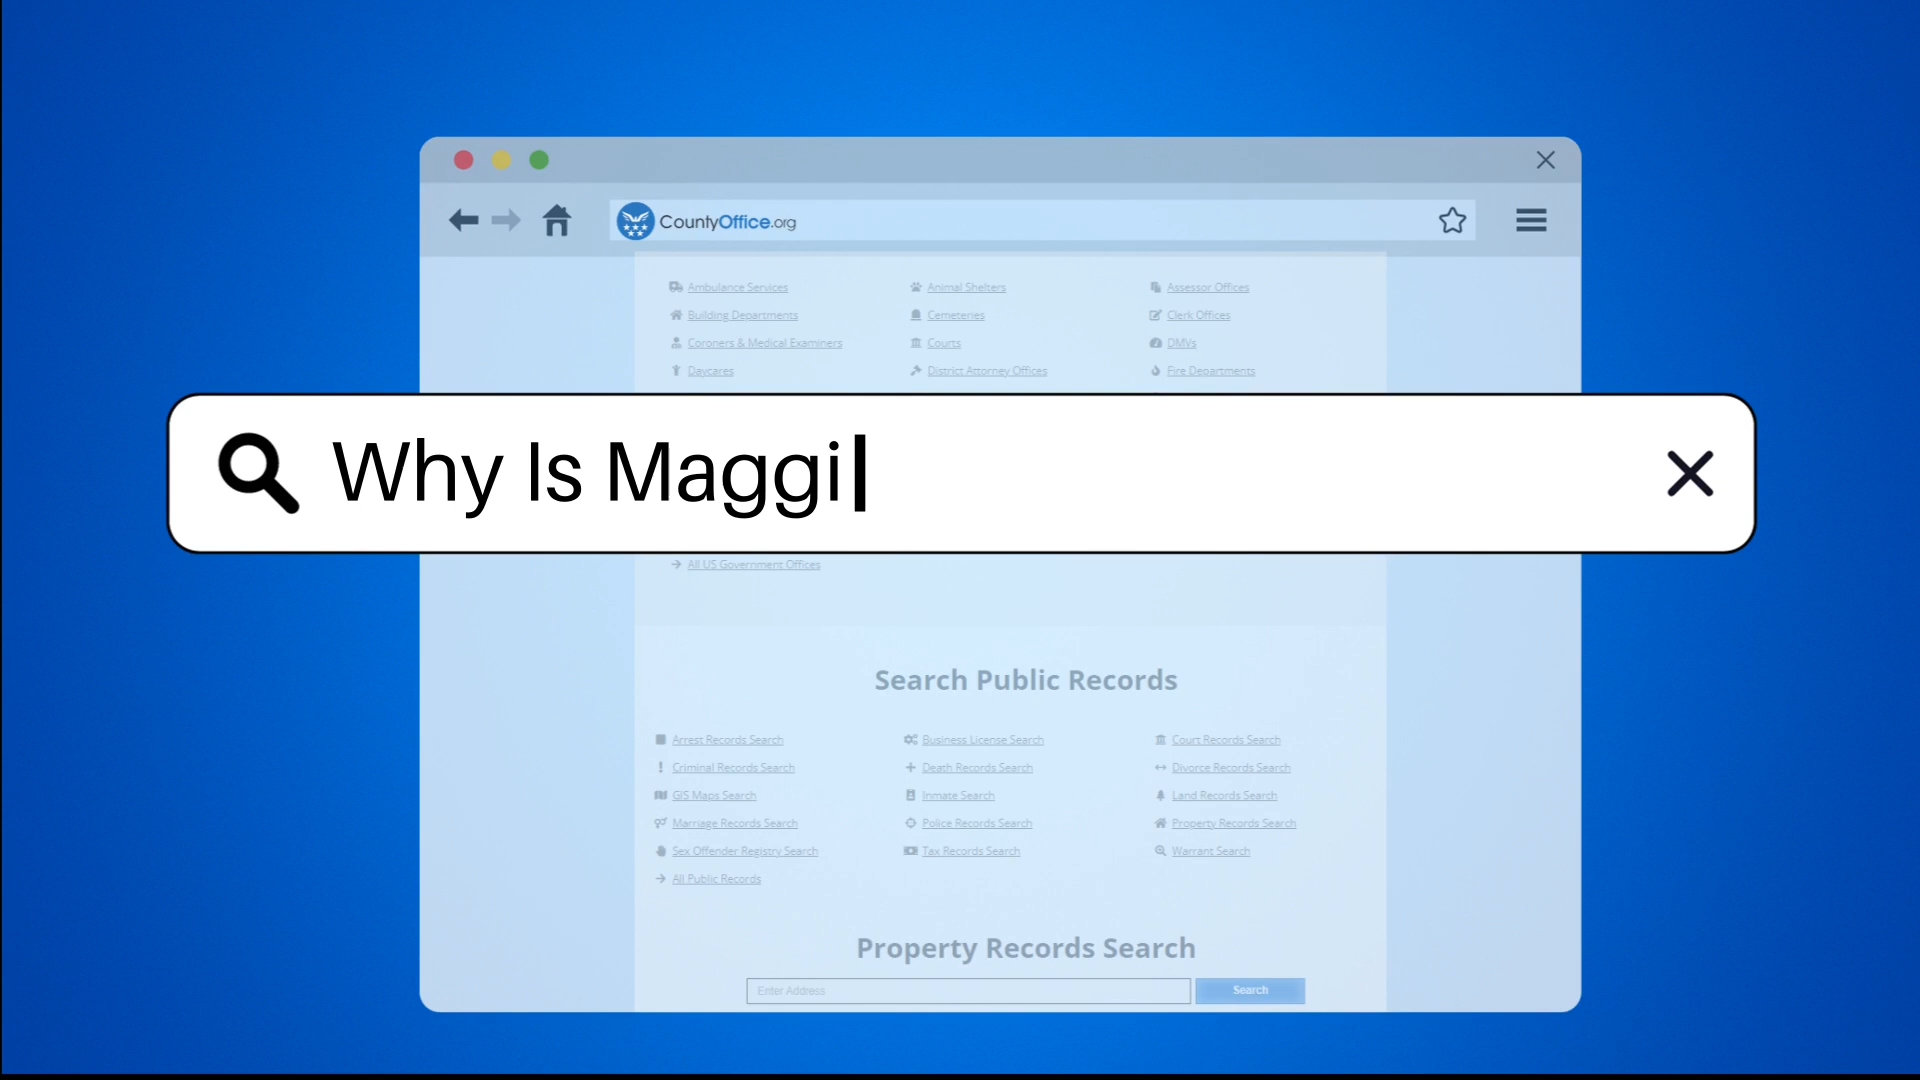 CountyOffice.org
Ambulance Services Animal Shelters Assessor Offices
Building Departments Cemeteries Clerk Offices
Coroners & Medical Examiners Courts DMVs
Daycares District Attorney Offices Fire Departments
Why Is Maggi
All US Government Offices
Search Public Records
Arrest Records Search Business License Search Court Records Search
Criminal Records Search Death Records Search Divorce Records Search
GIS Maps Search Inmate Search Land Records Search
Marriage Records Search Police Records Search Property Records Search
Sex Offender Registry Search Tax Records Search Warrant Search
All Public Records
Property Records Search
Enter Address Search